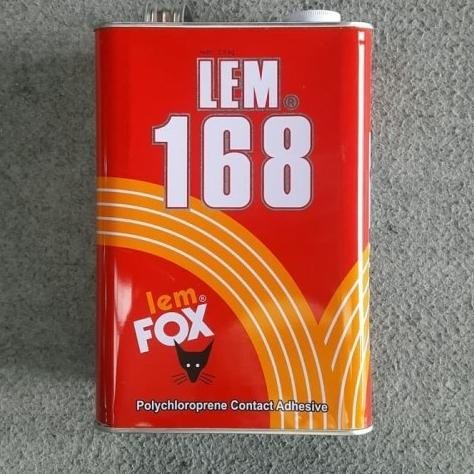 LEM®
168
lem®
FOX
Polychloroprene Contact Adhesive